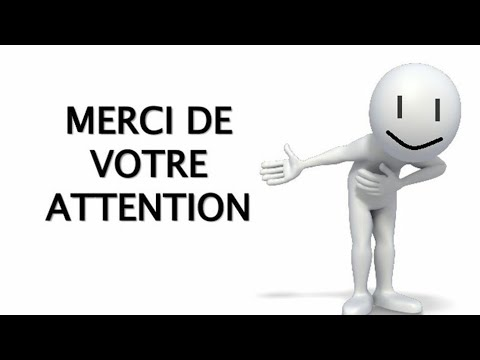 MERCI DE
VOTRE
ATTENTION